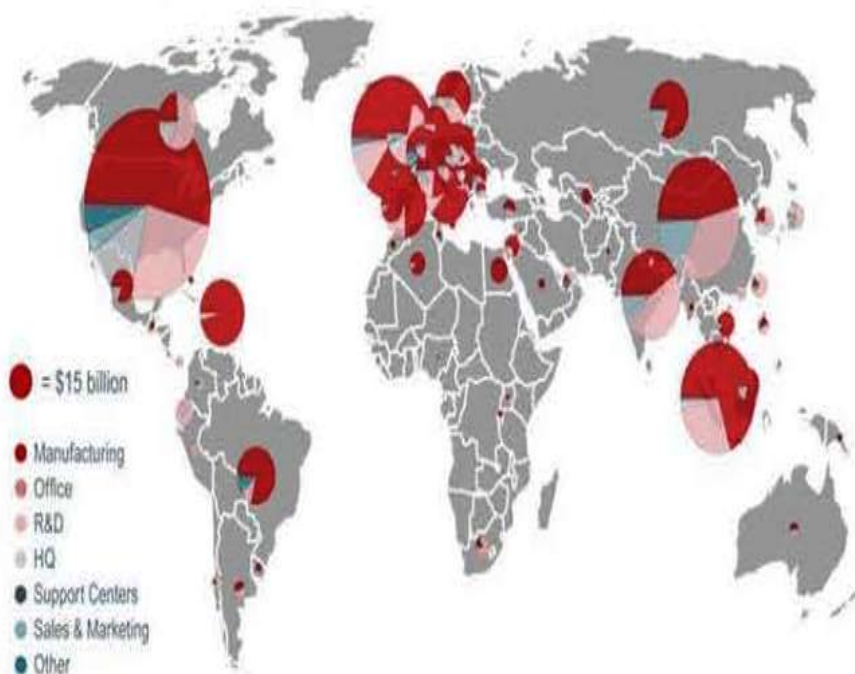 = $15 billion
Manufacturing
Office
R&D
HQ
Support Centers
Sales & Marketing
Other